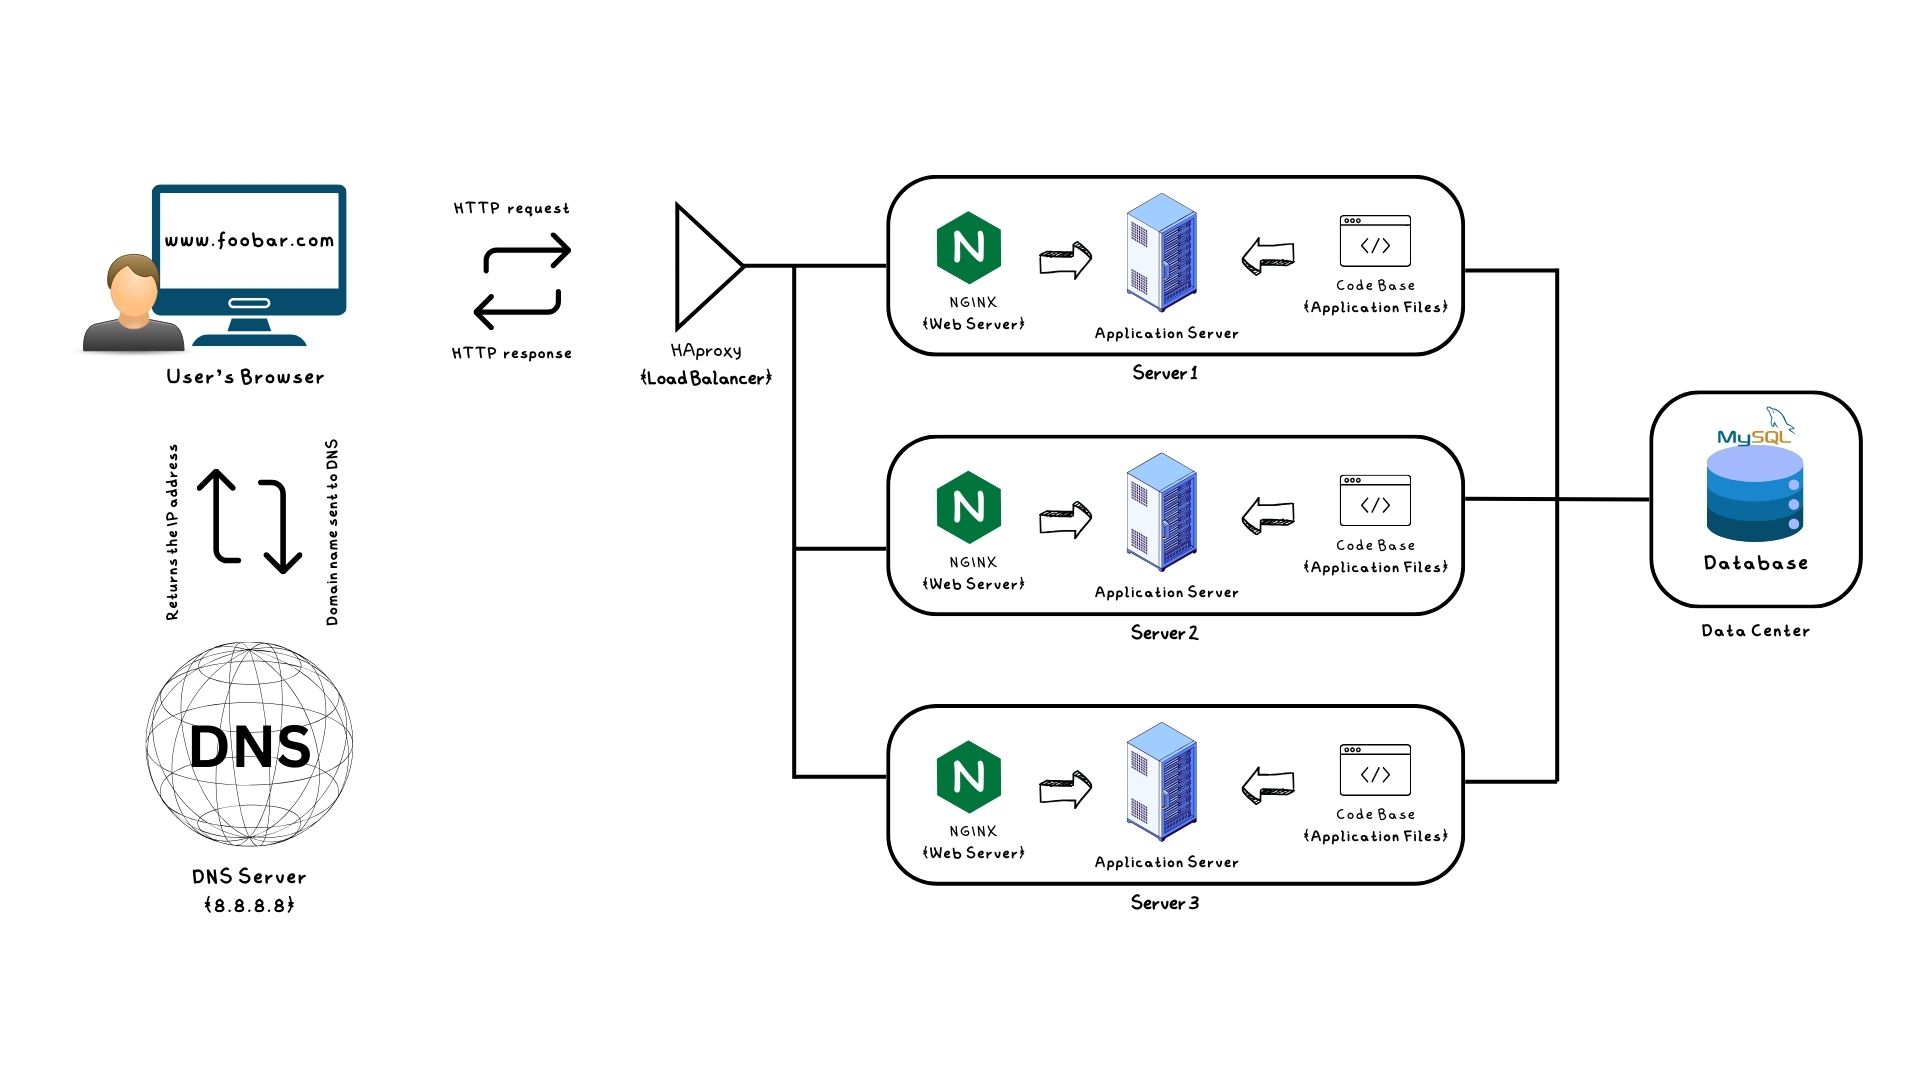 www.foobar.com
User's Browser
HTTP request
HTTP response
HAproxy
{Load Balancer}
Returns the IP address
Domain name sent to DNS
DNS
DNS Server
{8.8.8.8}
N
NGINX
{Web Server}
Application Server
</>
Code Base
{Application Files}
Server 1
N
NGINX
{Web Server}
Application Server
</>
Code Base
{Application Files}
Server 2
N
NGINX
{Web Server}
Application Server
</>
Code Base
{Application Files}
Server 3
MySQL
Database
Data Center